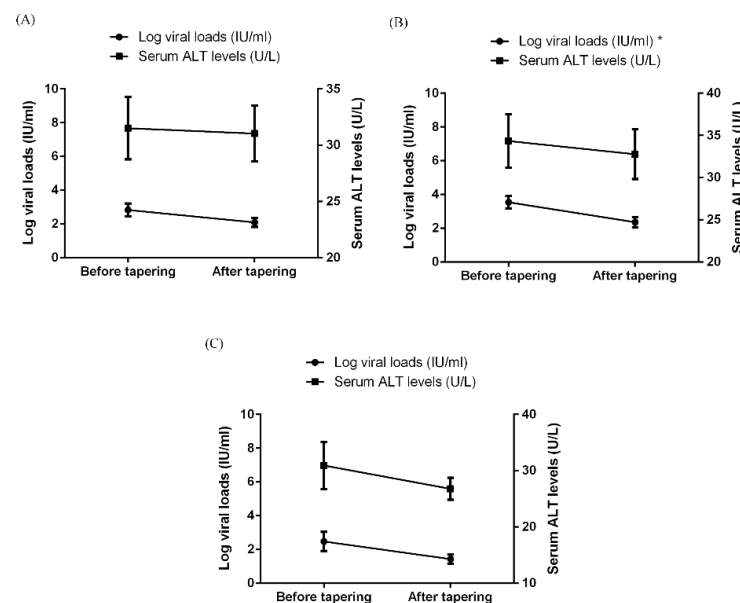 (A)
Log viral loads (IU/ml)
Serum ALT levels (U/L)
10
8
6
4
2
0
Log viral loads (IU/ml)
35
30
25
20
Serum ALT levels (U/L)
Before tapering
After tapering
(B)
Log viral loads (IU/ml) *
Serum ALT levels (U/L)
10
8
6
4
2
0
Log viral loads (IU/ml)
40
35
30
25
20
Serum ALT levels (U/L)
Before tapering
After tapering
(C)
Log viral loads (IU/ml)
Serum ALT levels (U/L)
10
8
6
4
2
0
Log viral loads (IU/ml)
40
30
20
10
Serum ALT levels (U/L)
Before tapering
After tapering